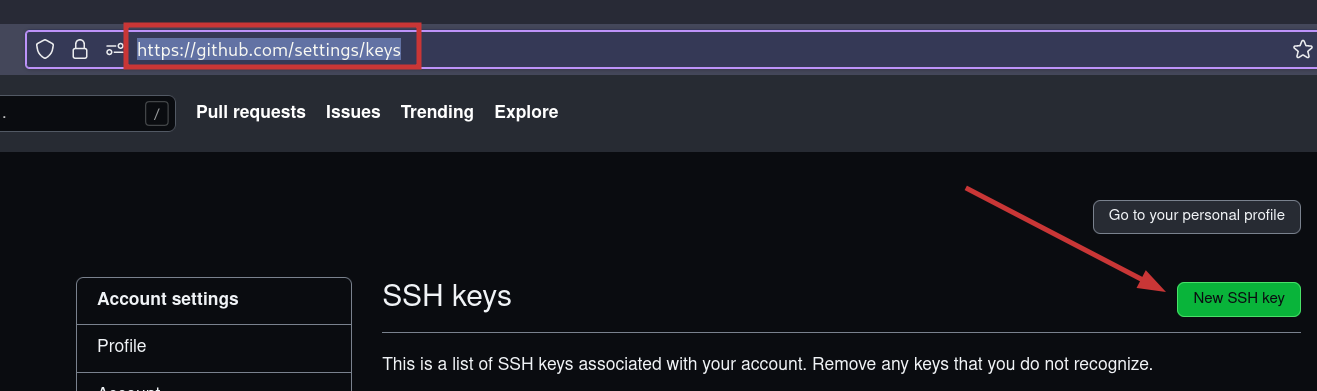 https://github.com/settings/keys
. / Pull requests Issues Trending Explore
Go to your personal profile
Account settings
SSH keys
New SSH key
Profile
This is a list of SSH keys associated with your account. Remove any keys that you do not recognize.
Account